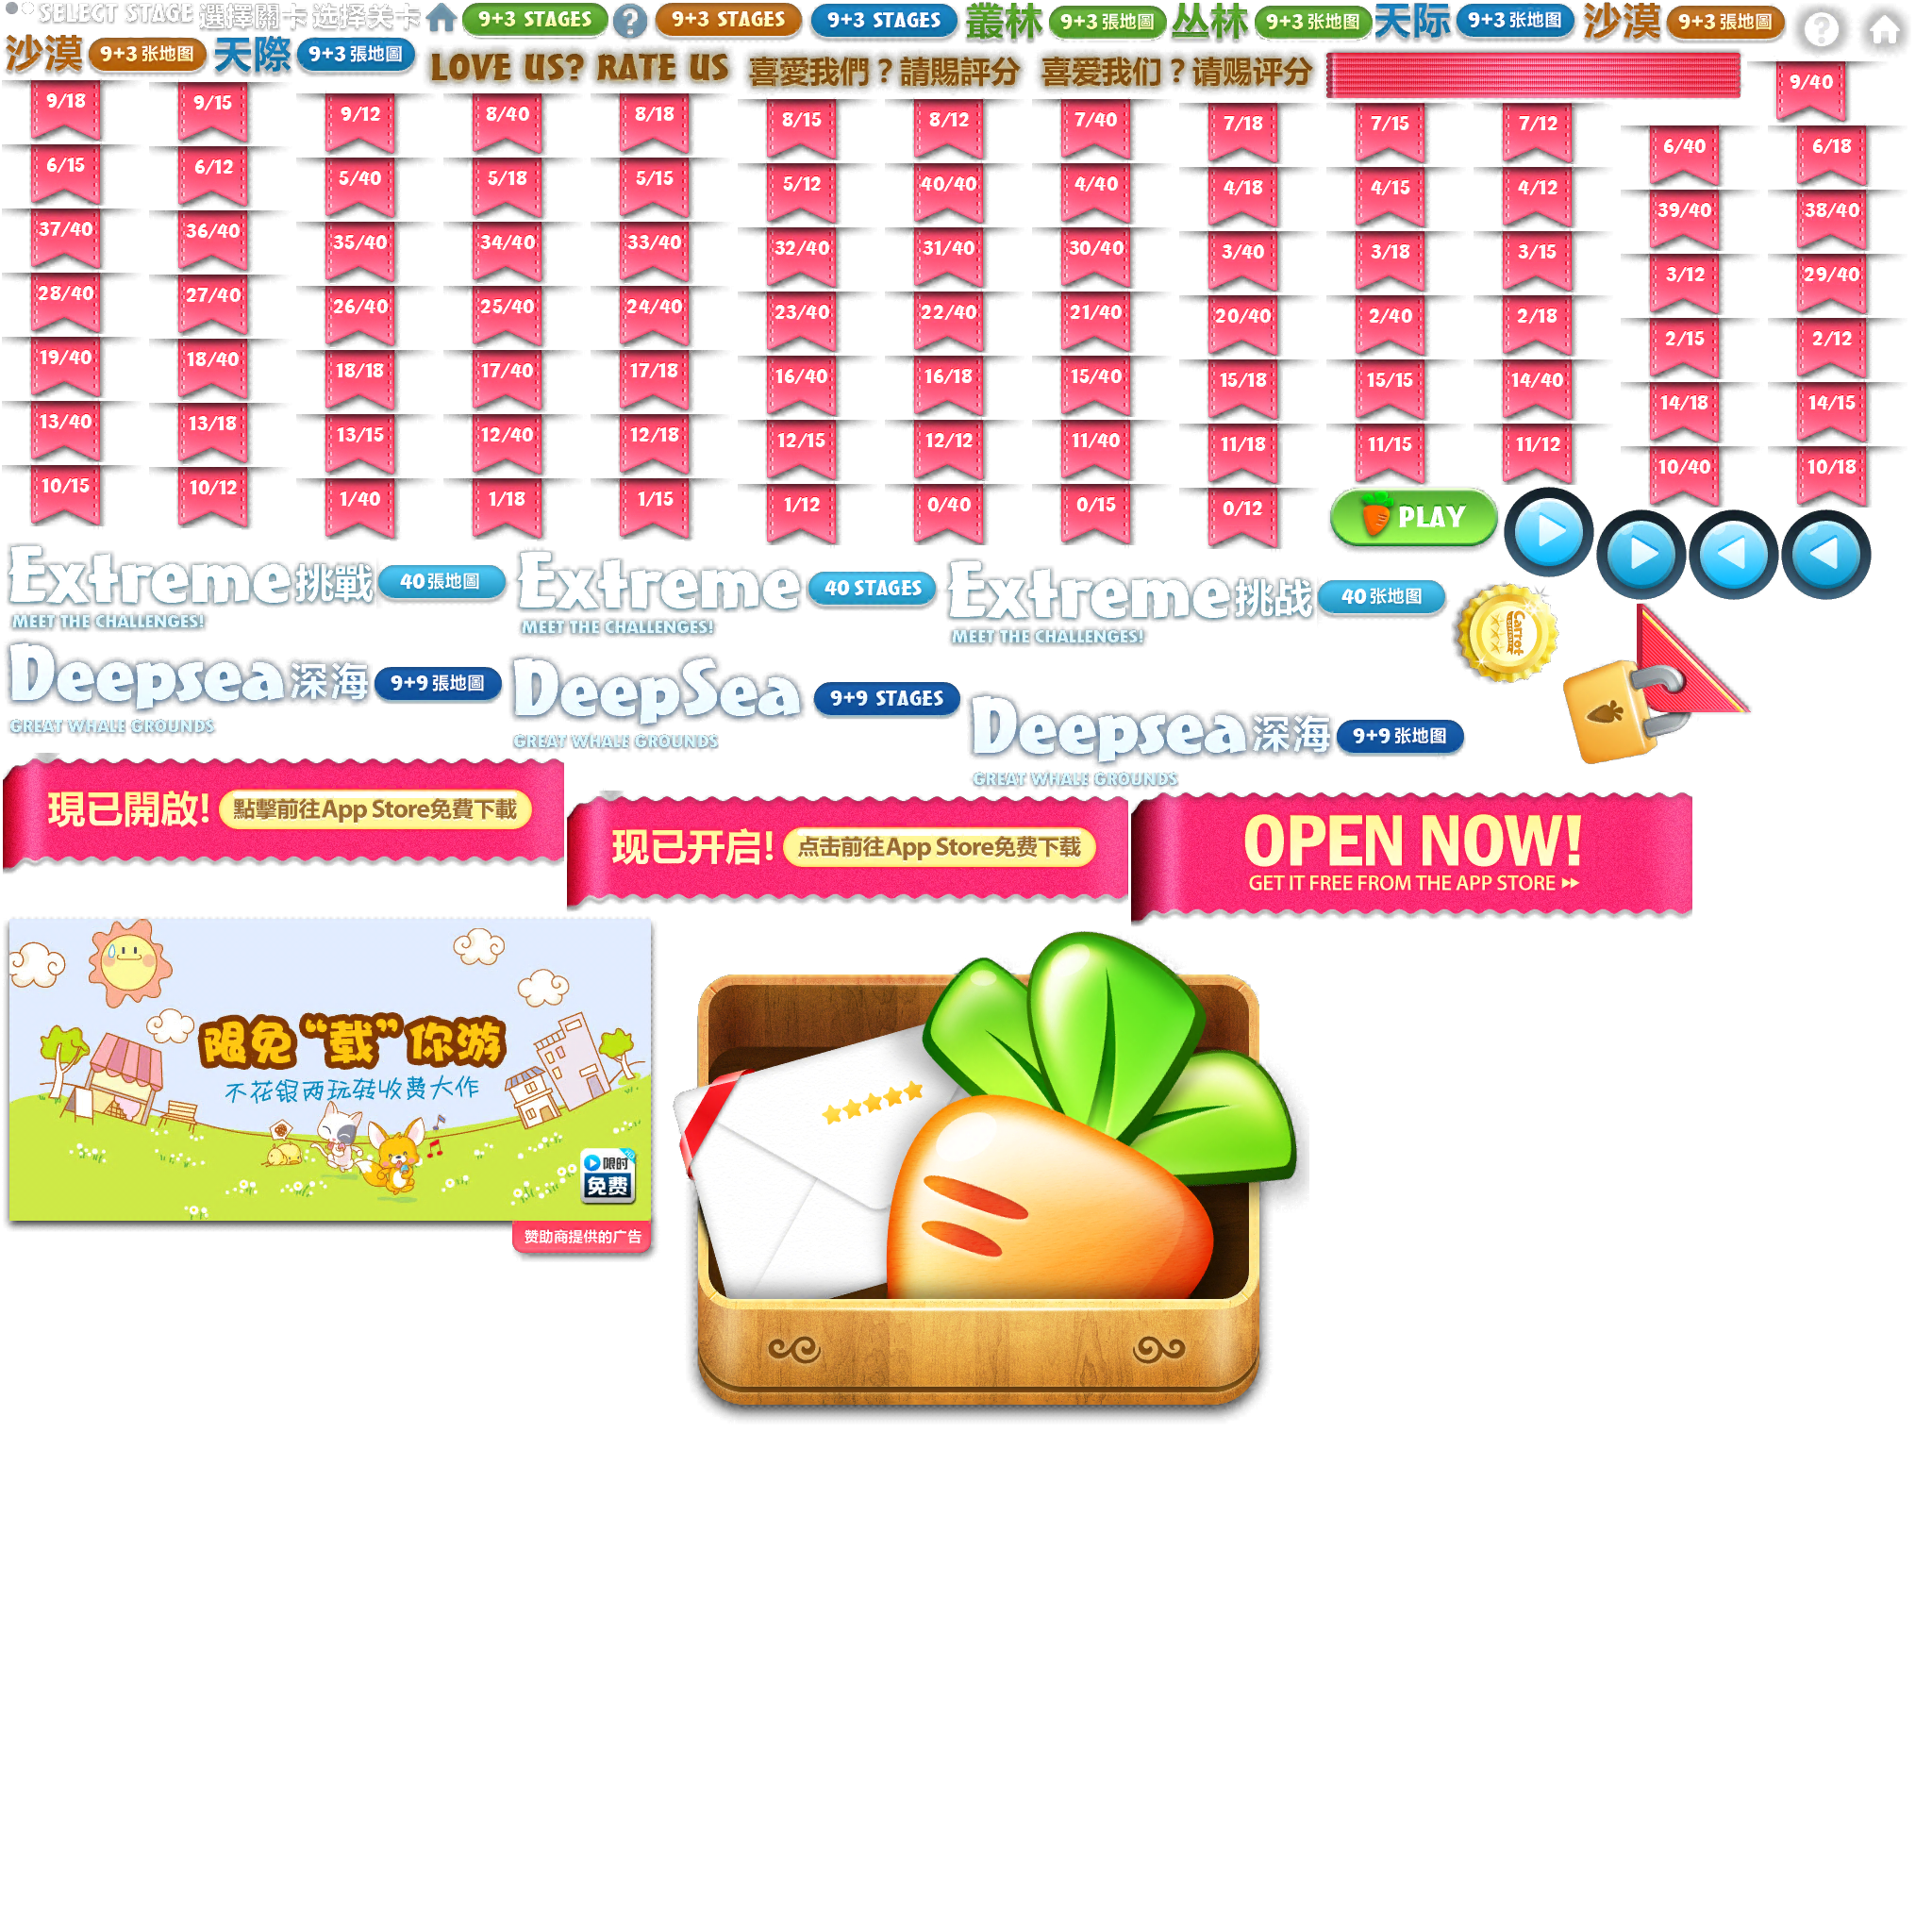 SELECT STAGE 選擇關卡 选择关卡 9+3 STAGES ? 9+3 STAGES 9+3 STAGES 叢林 9+3 張地圖 丛林 9+3 张地图 天际 9+3 张地图 沙漠 9+3 張地圖 ?
沙漠 9+3 张地图 天際 9+3 張地圖 LOVE US? RATE US 喜愛我們？請賜評分 喜爱我们？请赐评分
9/18 9/15 9/12 8/40 8/18 8/15 8/12 7/40 7/18 7/15 7/12 9/40
6/15 6/12 5/40 5/18 5/15 5/12 40/40 4/40 4/18 4/15 4/12 6/40 6/18
37/40 36/40 35/40 34/40 33/40 32/40 31/40 30/40 3/40 3/18 3/15 39/40 38/40
28/40 27/40 26/40 25/40 24/40 23/40 22/40 21/40 20/40 2/40 2/18 3/12 29/40
19/40 18/40 18/18 17/40 17/18 16/40 16/18 15/40 15/18 15/15 14/40 2/15 2/12
13/40 13/18 13/15 12/40 12/18 12/15 12/12 11/40 11/18 11/15 11/12 14/18 14/15
10/15 10/12 1/40 1/18 1/15 1/12 0/40 0/15 0/12 10/40 10/18
PLAY
Extreme挑戰 40 張地圖
MEET THE CHALLENGES!
Extreme 40 STAGES
MEET THE CHALLENGES!
Extreme挑战 40 张地图
MEET THE CHALLENGES!
Carrot
Deepsea深海 9+9 張地圖
GREAT WHALE GROUNDS
DeepSea 9+9 STAGES
GREAT WHALE GROUNDS
Deepsea深海 9+9 张地图
GREAT WHALE GROUNDS
現已開啟! 點擊前往App Store免費下載
现已开启! 点击前往App Store免费下载
OPEN NOW!
GET IT FREE FROM THE APP STORE
限免“载”你游
不花银两玩转收费大作
限时
免费
赞助商提供的广告